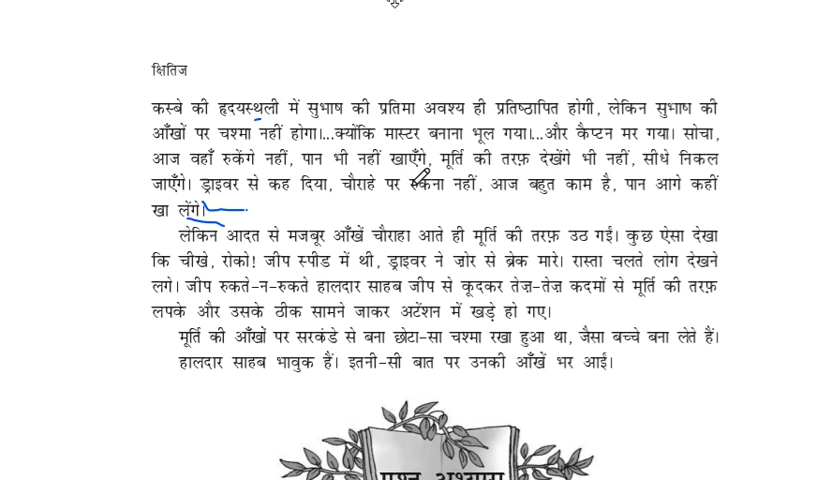 क्षितिज
कस्बे की हृदयस्थली में सुभाष की प्रतिमा अवश्य ही प्रतिष्ठापित होगी, लेकिन सुभाष की
आँखों पर चश्मा नहीं होगा।...क्योंकि मास्टर बनाना भूल गया।...और कैप्टन मर गया। सोचा,
आज वहाँ रुकेंगे नहीं, पान भी नहीं खाएँगे, मूर्ति की तरफ़ देखेंगे भी नहीं, सीधे निकल
जाएँगे। ड्राइवर से कह दिया, चौराहे पर रुकना नहीं, आज बहुत काम है, पान आगे कहीं
खा लेंगे।
लेकिन आदत से मजबूर आँखें चौराहा आते ही मूर्ति की तरफ़ उठ गईं। कुछ ऐसा देखा
कि चीखे, रोको! जीप स्पीड में थी, ड्राइवर ने ज़ोर से ब्रेक मारे। रास्ता चलते लोग देखने
लगे। जीप रुकते-न-रुकते हालदार साहब जीप से कूदकर तेज़-तेज़ कदमों से मूर्ति की तरफ़
लपके और उसके ठीक सामने जाकर अटेंशन में खड़े हो गए।
मूर्ति की आँखों पर सरकंडे से बना छोटा-सा चश्मा रखा हुआ था, जैसा बच्चे बना लेते हैं।
हालदार साहब भावुक हैं। इतनी-सी बात पर उनकी आँखें भर आईं।
प्रश्न अभ्यास